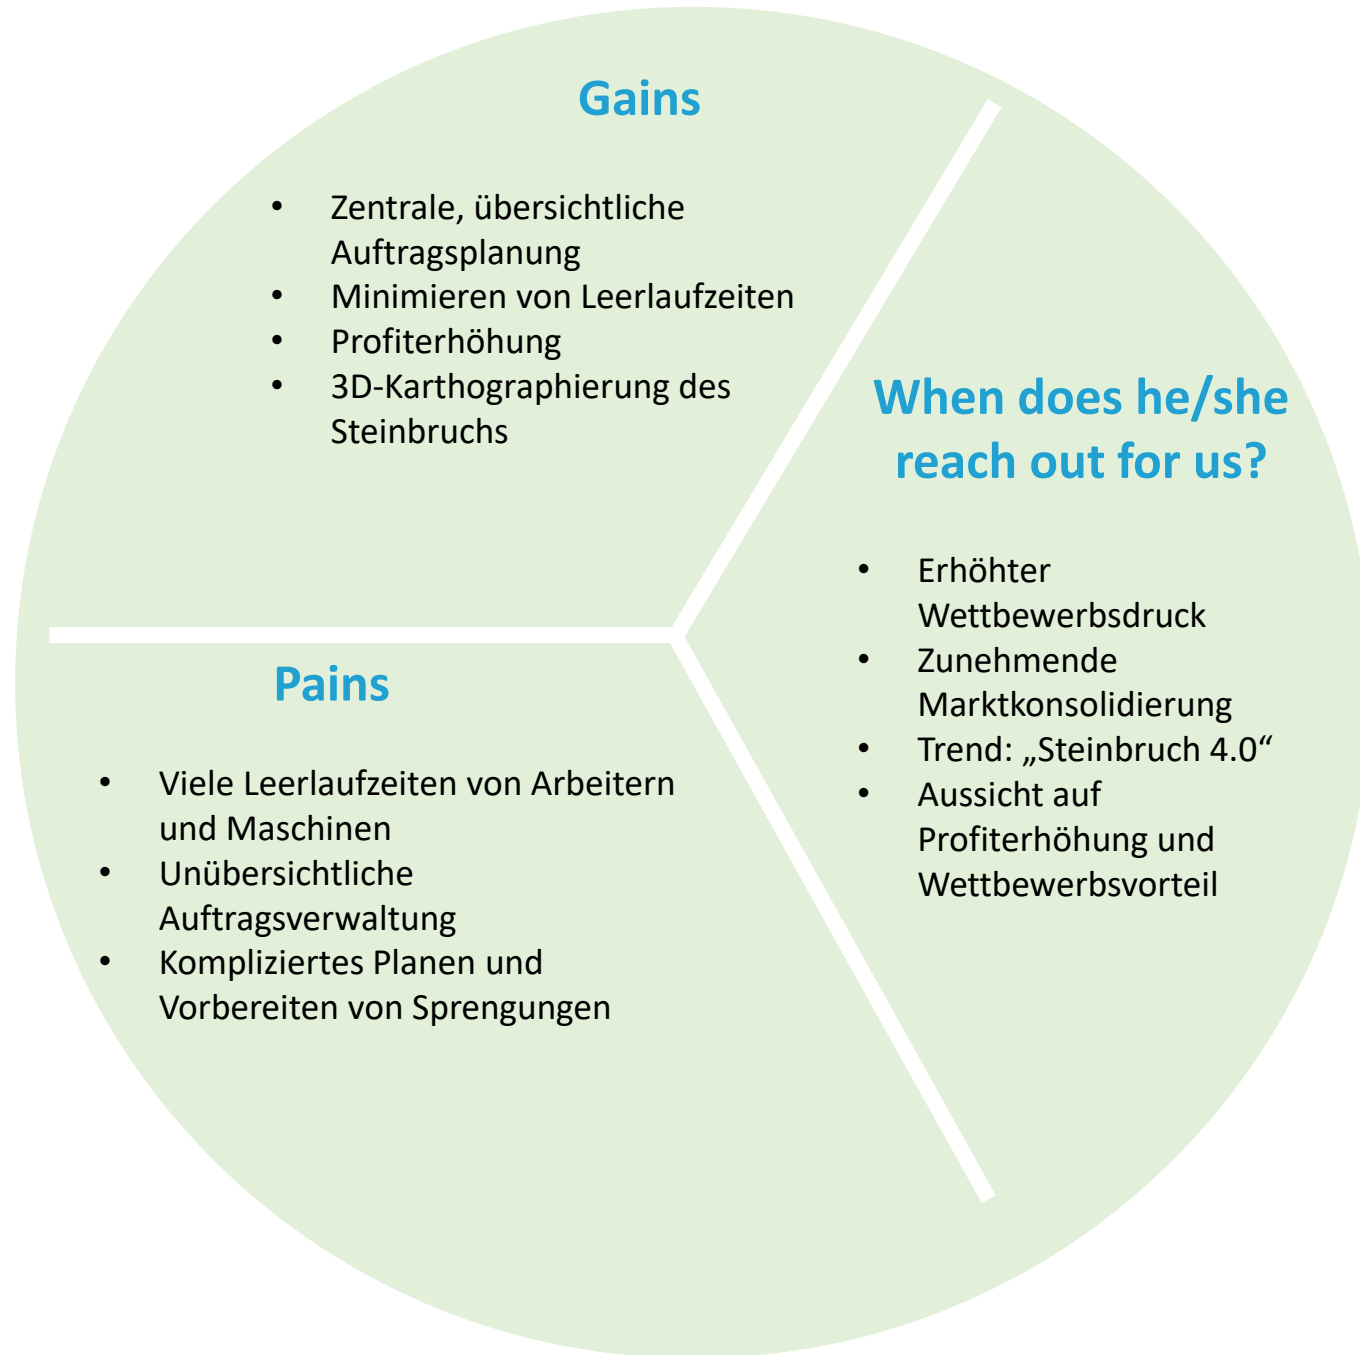 Gains
• Zentrale, übersichtliche
Auftragsplanung
• Minimieren von Leerlaufzeiten
• Profiterhöhung
• 3D-Karthographierung des
Steinbruchs
When does he/she
reach out for us?
• Erhöhter
Wettbewerbsdruck
• Zunehmende
Marktkonsolidierung
• Trend: „Steinbruch 4.0“
• Aussicht auf
Profiterhöhung und
Wettbewerbsvorteil
Pains
• Viele Leerlaufzeiten von Arbeitern
und Maschinen
• Unübersichtliche
Auftragsverwaltung
• Kompliziertes Planen und
Vorbereiten von Sprengungen